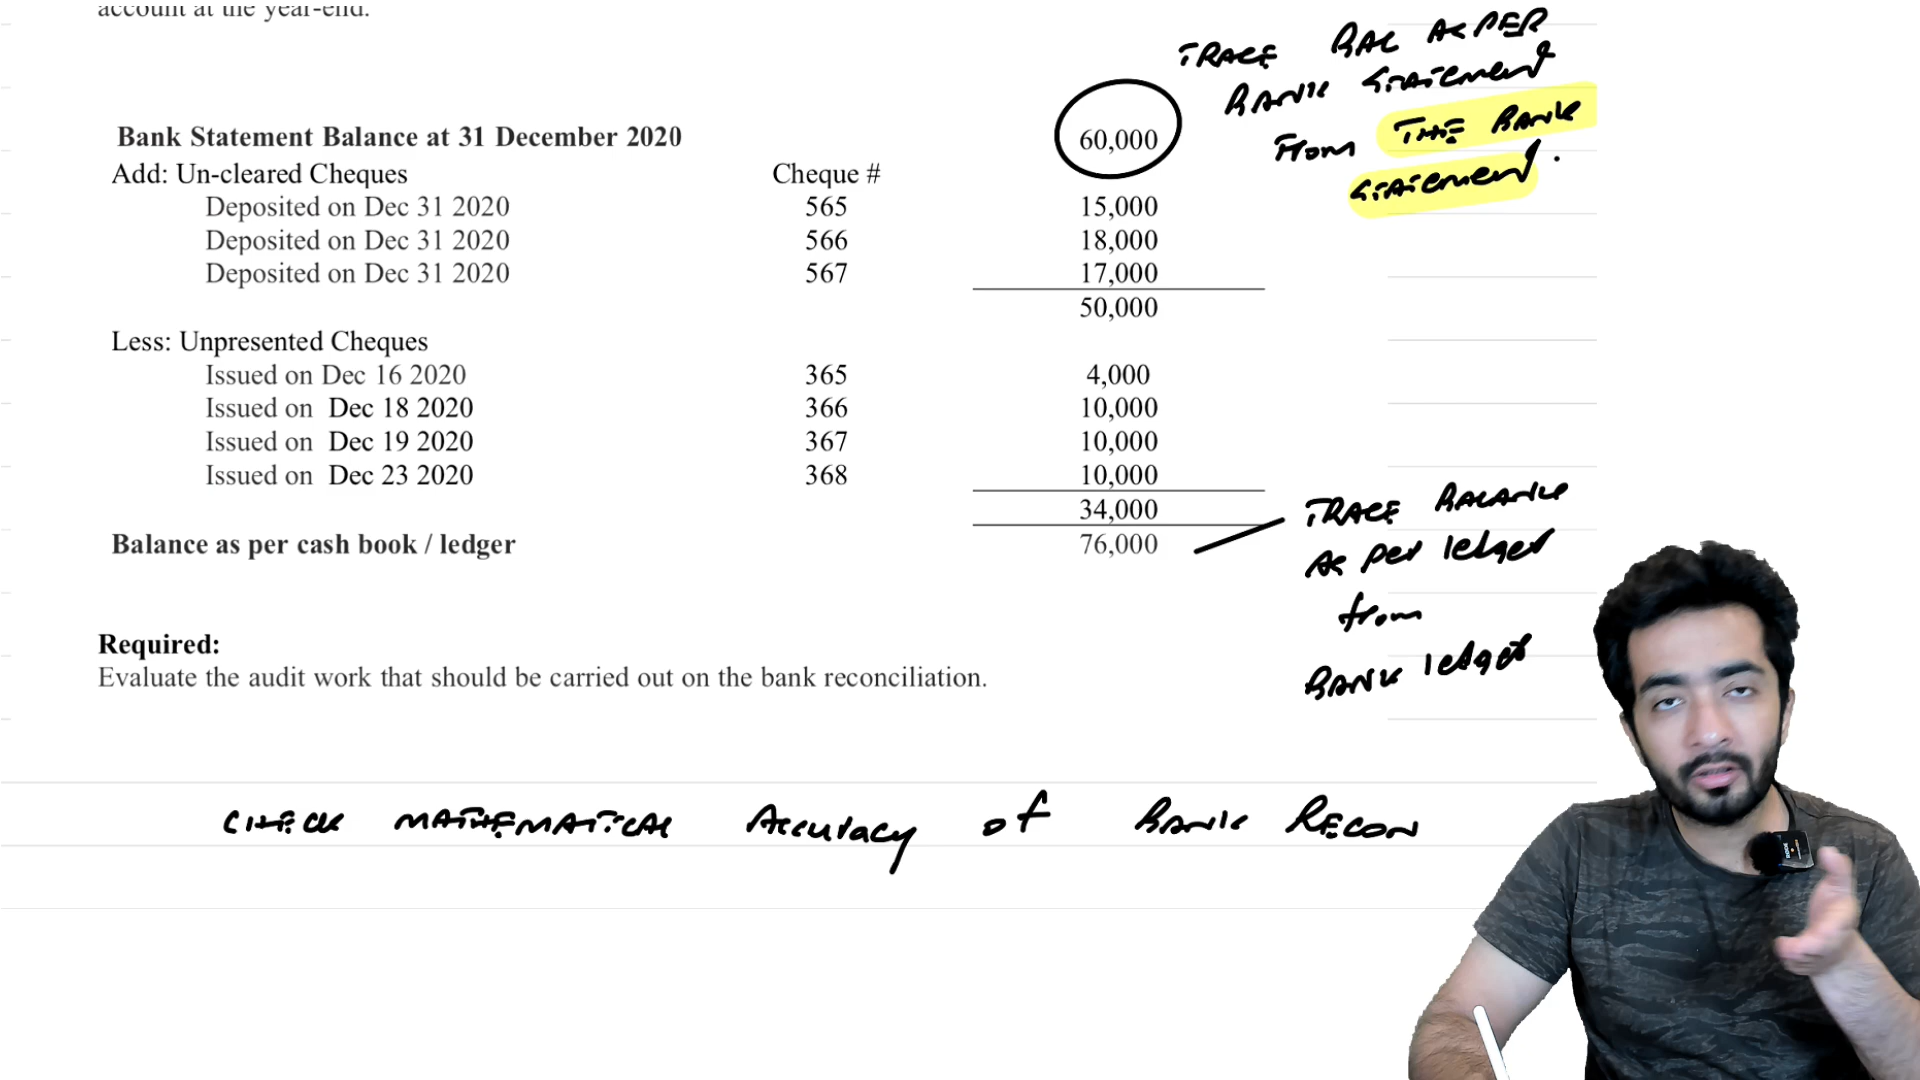 account at the year-end.
TRACE BAL AS PER
BANK STATEMENT
From THE BANK
STATEMENT.
Bank Statement Balance at 31 December 2020 60,000
Add: Un-cleared Cheques Cheque #
Deposited on Dec 31 2020 565 15,000
Deposited on Dec 31 2020 566 18,000
Deposited on Dec 31 2020 567 17,000
50,000
Less: Unpresented Cheques
Issued on Dec 16 2020 365 4,000
Issued on Dec 18 2020 366 10,000
Issued on Dec 19 2020 367 10,000
Issued on Dec 23 2020 368 10,000
34,000
Balance as per cash book / ledger 76,000
TRACE BALANCE
As per ledger
from
BANK ledger
Required:
Evaluate the audit work that should be carried out on the bank reconciliation.
CHECK MATHEMATICAL Accuracy of BANK RECON